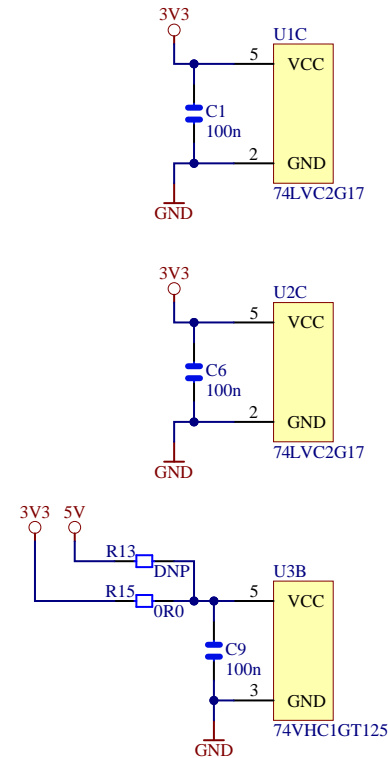 3V3
U1C
5
VCC
C1
100n
2
GND
GND
74LVC2G17
3V3
U2C
5
VCC
C6
100n
2
GND
GND
74LVC2G17
3V3
5V
R13
DNP
R15
0R0
U3B
5
VCC
C9
100n
3
GND
GND
74VHC1GT125